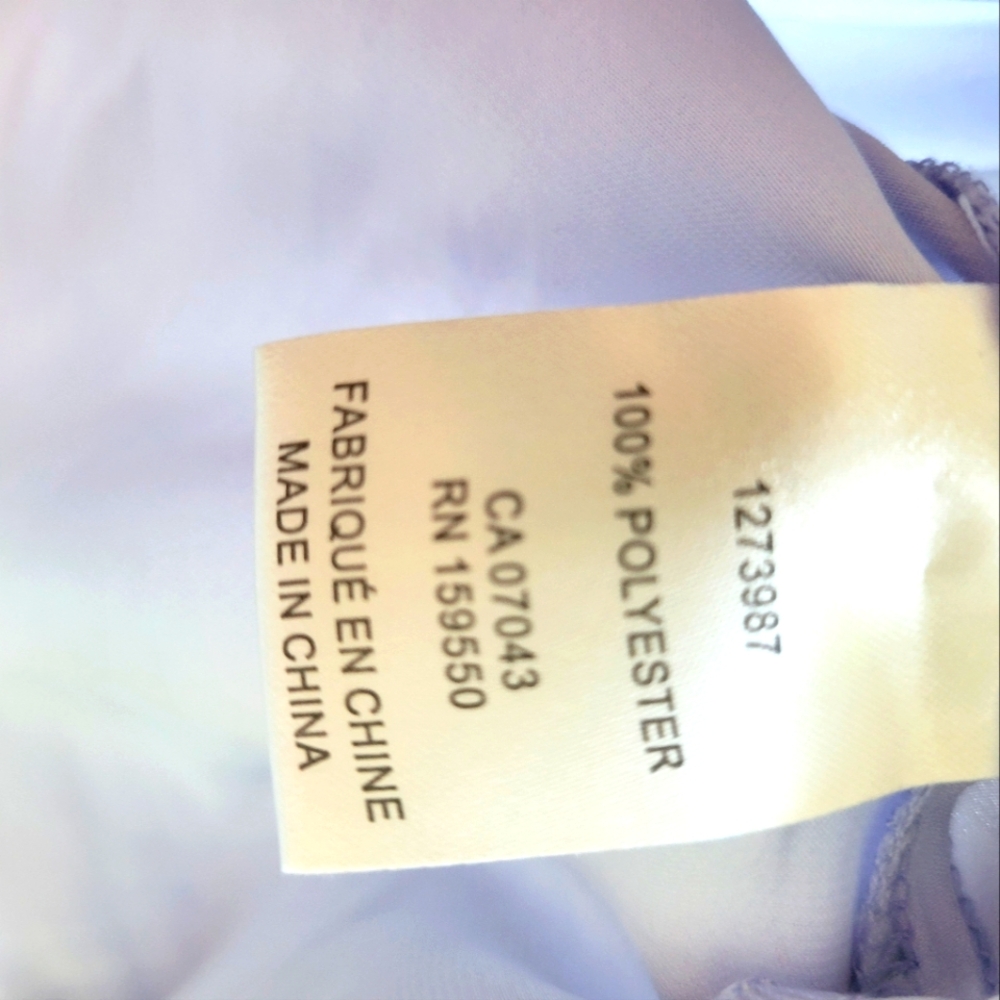 1273987
100% POLYESTER
CA 07043
RN 159550
FABRIQUÉ EN CHINE
MADE IN CHINA